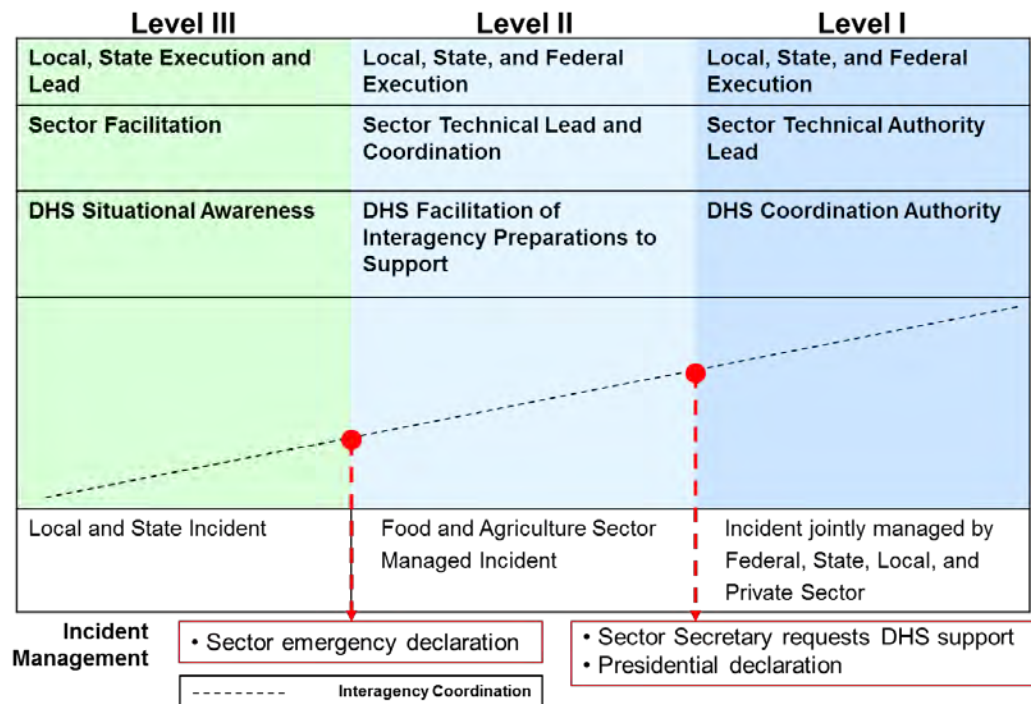 Level III
Level II
Level I
Local, State Execution and
Lead
Local, State, and Federal
Execution
Local, State, and Federal
Execution
Sector Facilitation
Sector Technical Lead and
Coordination
Sector Technical Authority
Lead
DHS Situational Awareness
DHS Facilitation of
Interagency Preparations to
Support
DHS Coordination Authority
Local and State Incident
Food and Agriculture Sector
Managed Incident
Incident jointly managed by
Federal, State, Local, and
Private Sector
Incident
Management
• Sector emergency declaration
• Sector Secretary requests DHS support
• Presidential declaration
Interagency Coordination